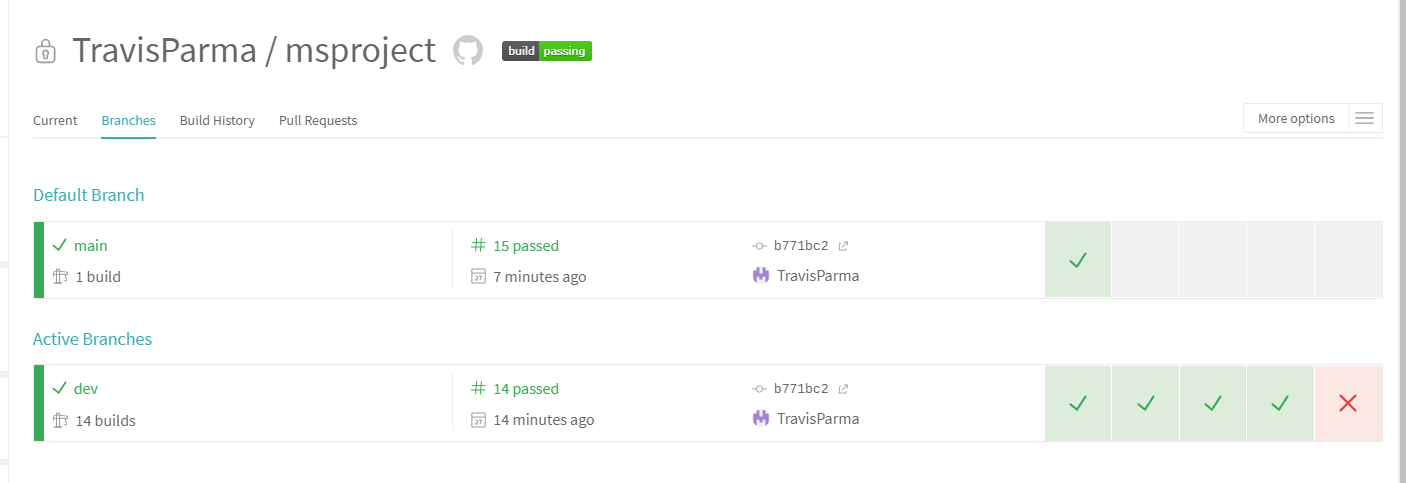 TravisParma / msproject build passing
Current Branches Build History Pull Requests More options
Default Branch
main # 15 passed b771bc2
1 build 7 minutes ago TravisParma
Active Branches
dev # 14 passed b771bc2
14 builds 14 minutes ago TravisParma